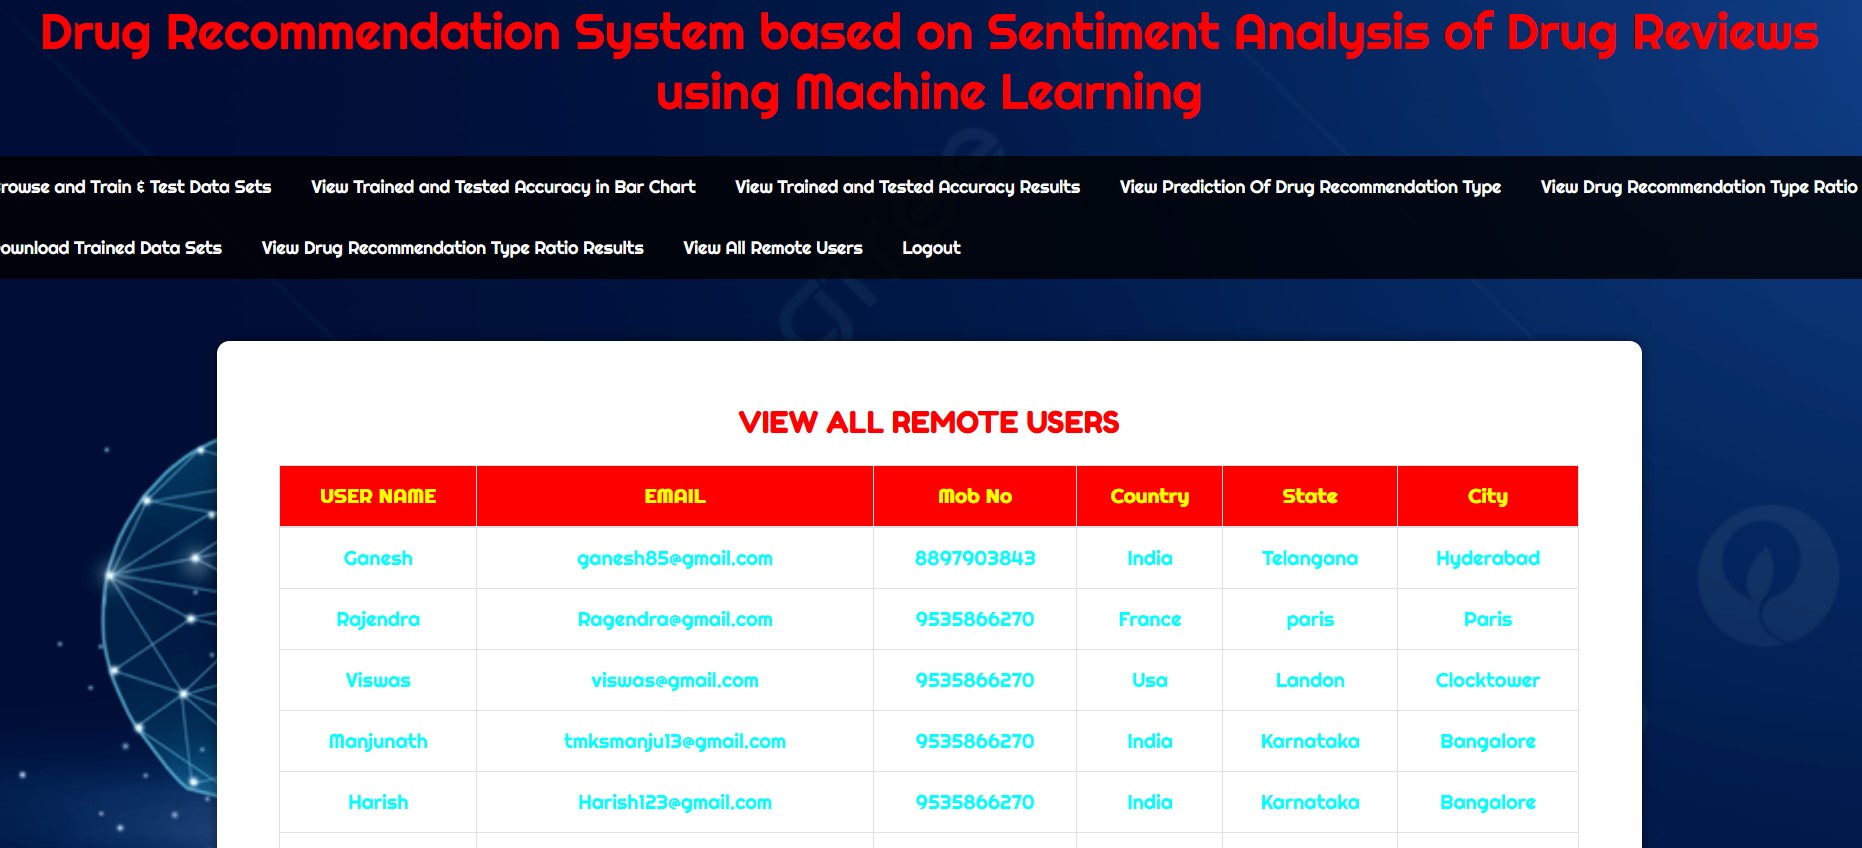 Drug Recommendation System based on Sentiment Analysis of Drug Reviews
using Machine Learning
rowse and Train & Test Data Sets View Trained and Tested Accuracy in Bar Chart View Trained and Tested Accuracy Results View Prediction Of Drug Recommendation Type View Drug Recommendation Type Ratio
ownload Trained Data Sets View Drug Recommendation Type Ratio Results View All Remote Users Logout
VIEW ALL REMOTE USERS
USER NAME EMAIL Mob No Country State City
Ganesh ganesh85@gmail.com 8897903843 India Telangana Hyderabad
Rajendra Ragendra@gmail.com 9535866270 France paris Paris
Viswas viswas@gmail.com 9535866270 Usa Landon Clocktower
Manjunath tmksmanju13@gmail.com 9535866270 India Karnataka Bangalore
Harish Harish123@gmail.com 9535866270 India Karnataka Bangalore